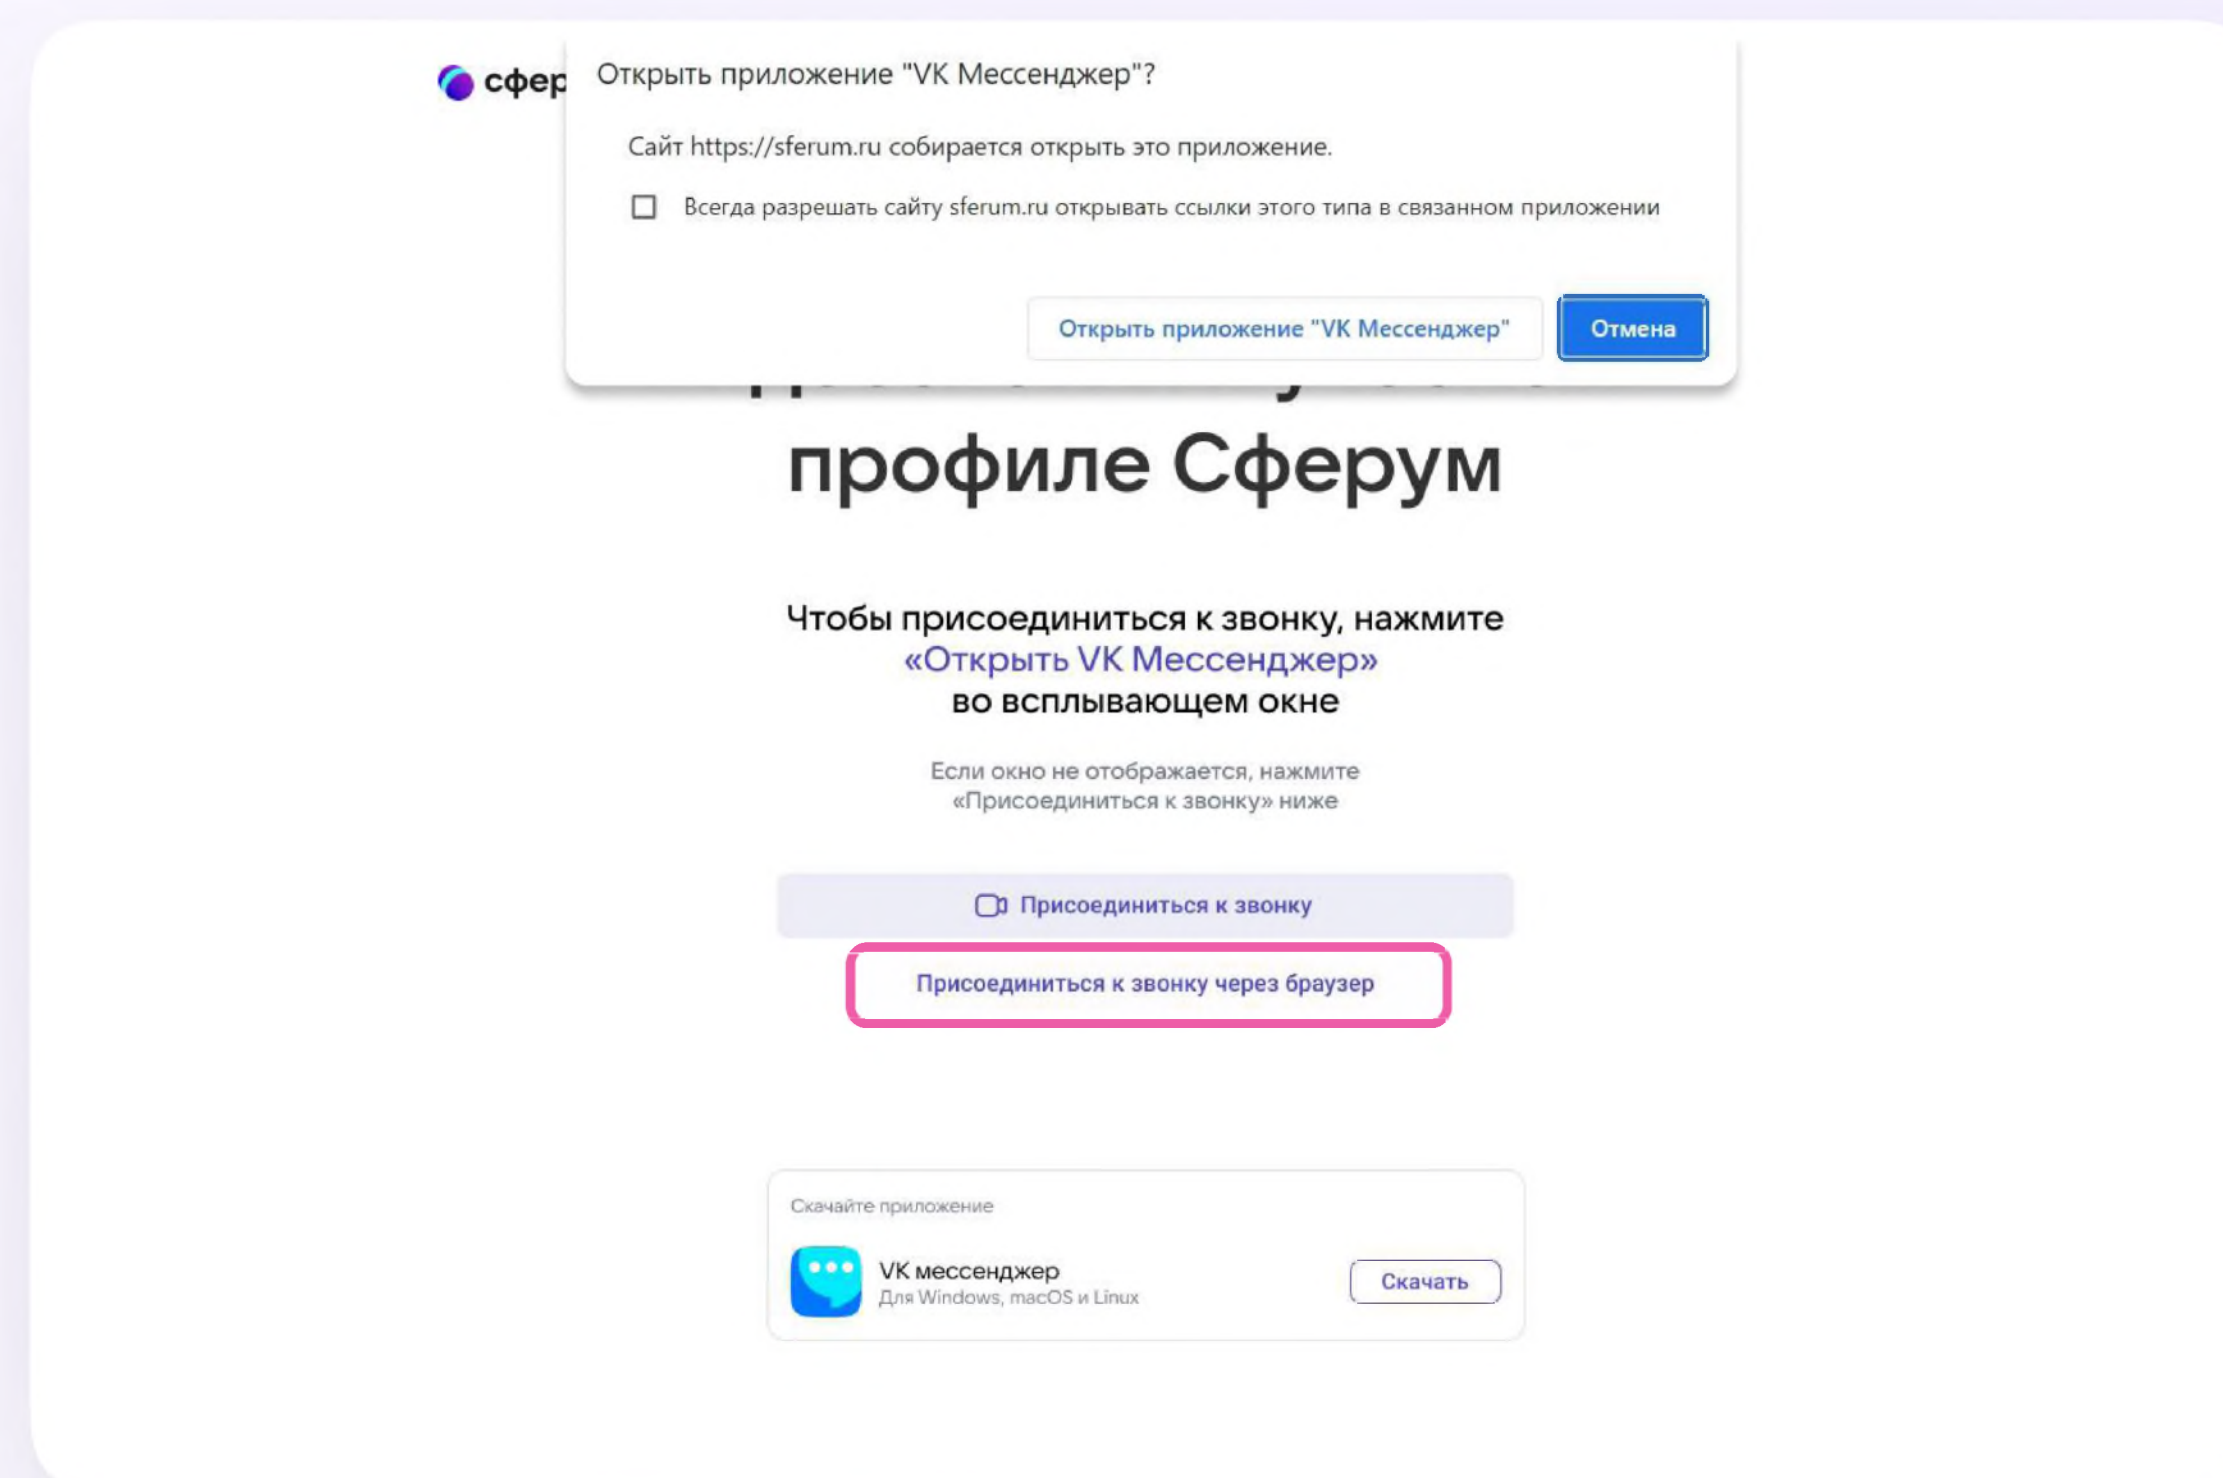 сфер
Открыть приложение "VK Мессенджер"?
Сайт https://sferum.ru собирается открыть это приложение.
Всегда разрешать сайту sferum.ru открывать ссылки этого типа в связанном приложении
Открыть приложение "VK Мессенджер"
Отмена
профиле Сферум
Чтобы присоединиться к звонку, нажмите
«Открыть VK Мессенджер»
во всплывающем окне
Если окно не отображается, нажмите
«Присоединиться к звонку» ниже
Присоединиться к звонку
Присоединиться к звонку через браузер
Скачайте приложение
VK мессенджер
Для Windows, macOS и Linux
Скачать